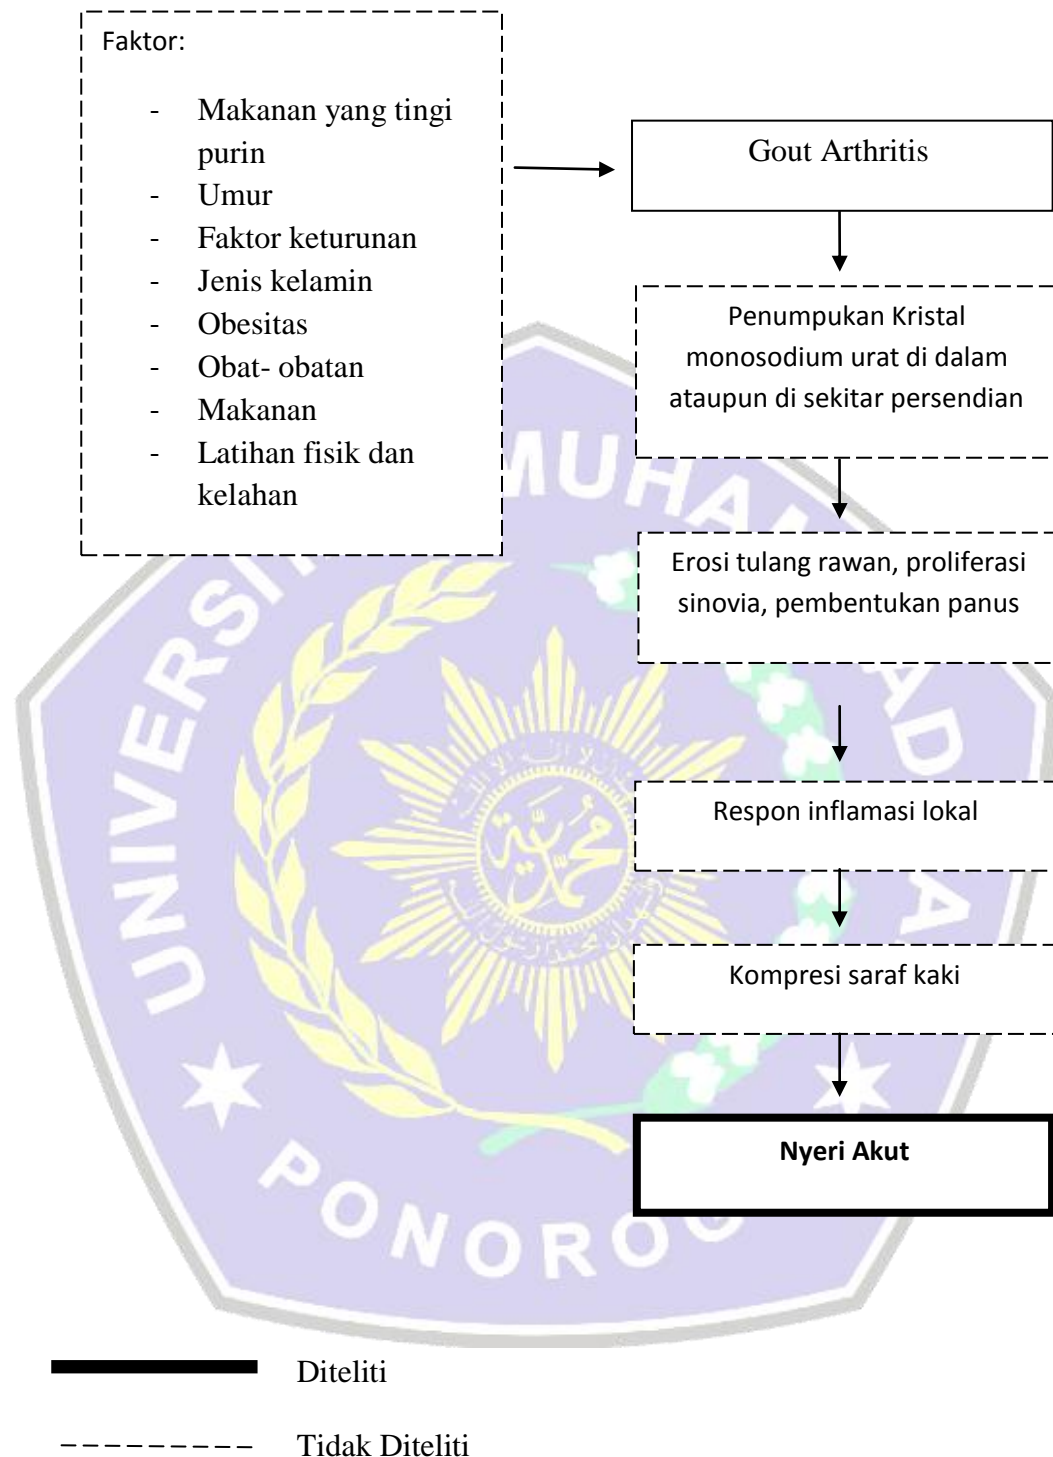 Faktor:
- Makanan yang tingi
purin
- Umur
- Faktor keturunan
- Jenis kelamin
- Obesitas
- Obat- obatan
- Makanan
- Latihan fisik dan
kelahan
Gout Arthritis
Penumpukan Kristal
monosodium urat di dalam
ataupun di sekitar persendian
Erosi tulang rawan, proliferasi
sinovia, pembentukan panus
Respon inflamasi lokal
Kompresi saraf kaki
Nyeri Akut
PONOROGO
Diteliti
Tidak Diteliti